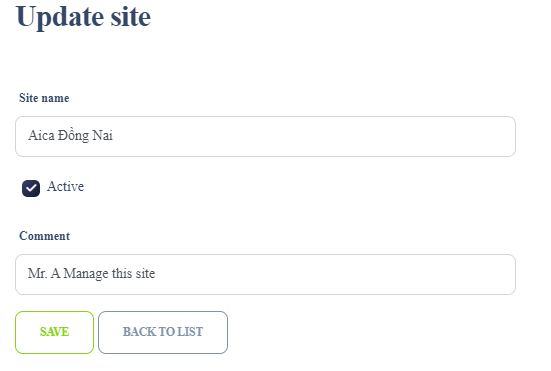 Update site
Site name
Aica Đồng Nai
Active
Comment
Mr. A Manage this site
SAVE
BACK TO LIST